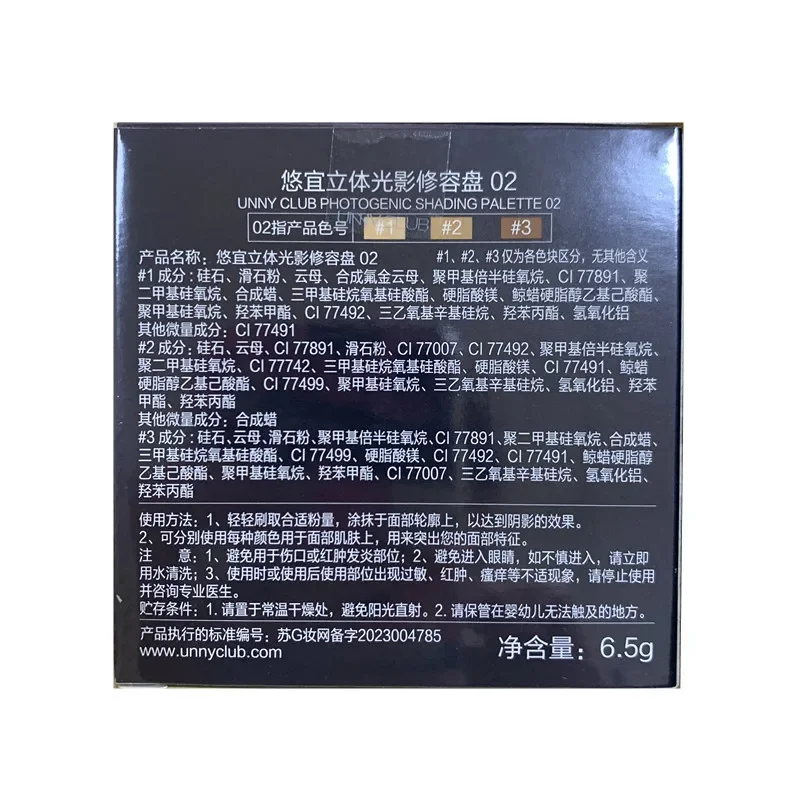 悠宜立体光影修容盘 02
UNNY CLUB PHOTOGENIC SHADING PALETTE 02
UNNY CLUB
02指产品色号 #1 #2 #3
产品名称：悠宜立体光影修容盘 02 #1、#2、#3 仅为各色块区分，无其他含义
#1 成分：硅石、滑石粉、云母、合成氟金云母、聚甲基倍半硅氧烷、CI 77891、聚
二甲基硅氧烷、合成蜡、三甲基硅烷氧基硅酸酯、硬脂酸镁、鲸蜡硬脂醇乙基己酸酯、
聚甲基硅氧烷、羟苯甲酯、CI 77492、三乙氧基辛基硅烷、羟苯丙酯、氢氧化铝
其他微量成分：CI 77491
#2 成分：硅石、云母、CI 77891、滑石粉、CI 77007、CI 77492、聚甲基倍半硅氧烷、
聚二甲基硅氧烷、CI 77742、三甲基硅烷氧基硅酸酯、硬脂酸镁、CI 77491、鲸蜡
硬脂醇乙基己酸酯、CI 77499、聚甲基硅氧烷、三乙氧基辛基硅烷、氢氧化铝、羟苯
甲酯、羟苯丙酯
其他微量成分：合成蜡
#3 成分：硅石、云母、滑石粉、聚甲基倍半硅氧烷、CI 77891、聚二甲基硅氧烷、合成蜡、
三甲基硅烷氧基硅酸酯、CI 77499、硬脂酸镁、CI 77492、CI 77491、鲸蜡硬脂醇
乙基己酸酯、聚甲基硅氧烷、羟苯甲酯、CI 77007、三乙氧基辛基硅烷、氢氧化铝、
羟苯丙酯
使用方法：1、轻轻刷取合适粉量，涂抹于面部轮廓上，以达到阴影的效果。
2、可分别使用每种颜色用于面部肌肤上，用来突出您的面部特征。
注 意：1、避免用于伤口或红肿发炎部位；2、避免进入眼睛，如不慎进入，请立即
用水清洗；3、使用时或使用后使用部位出现过敏、红肿、瘙痒等不适现象，请停止使用
并咨询专业医生。
贮存条件：1. 请置于常温干燥处，避免阳光直射。2. 请保管在婴幼儿无法触及的地方。
产品执行的标准编号：苏G妆网备字2023004785
www.unnyclub.com
净含量：6.5g